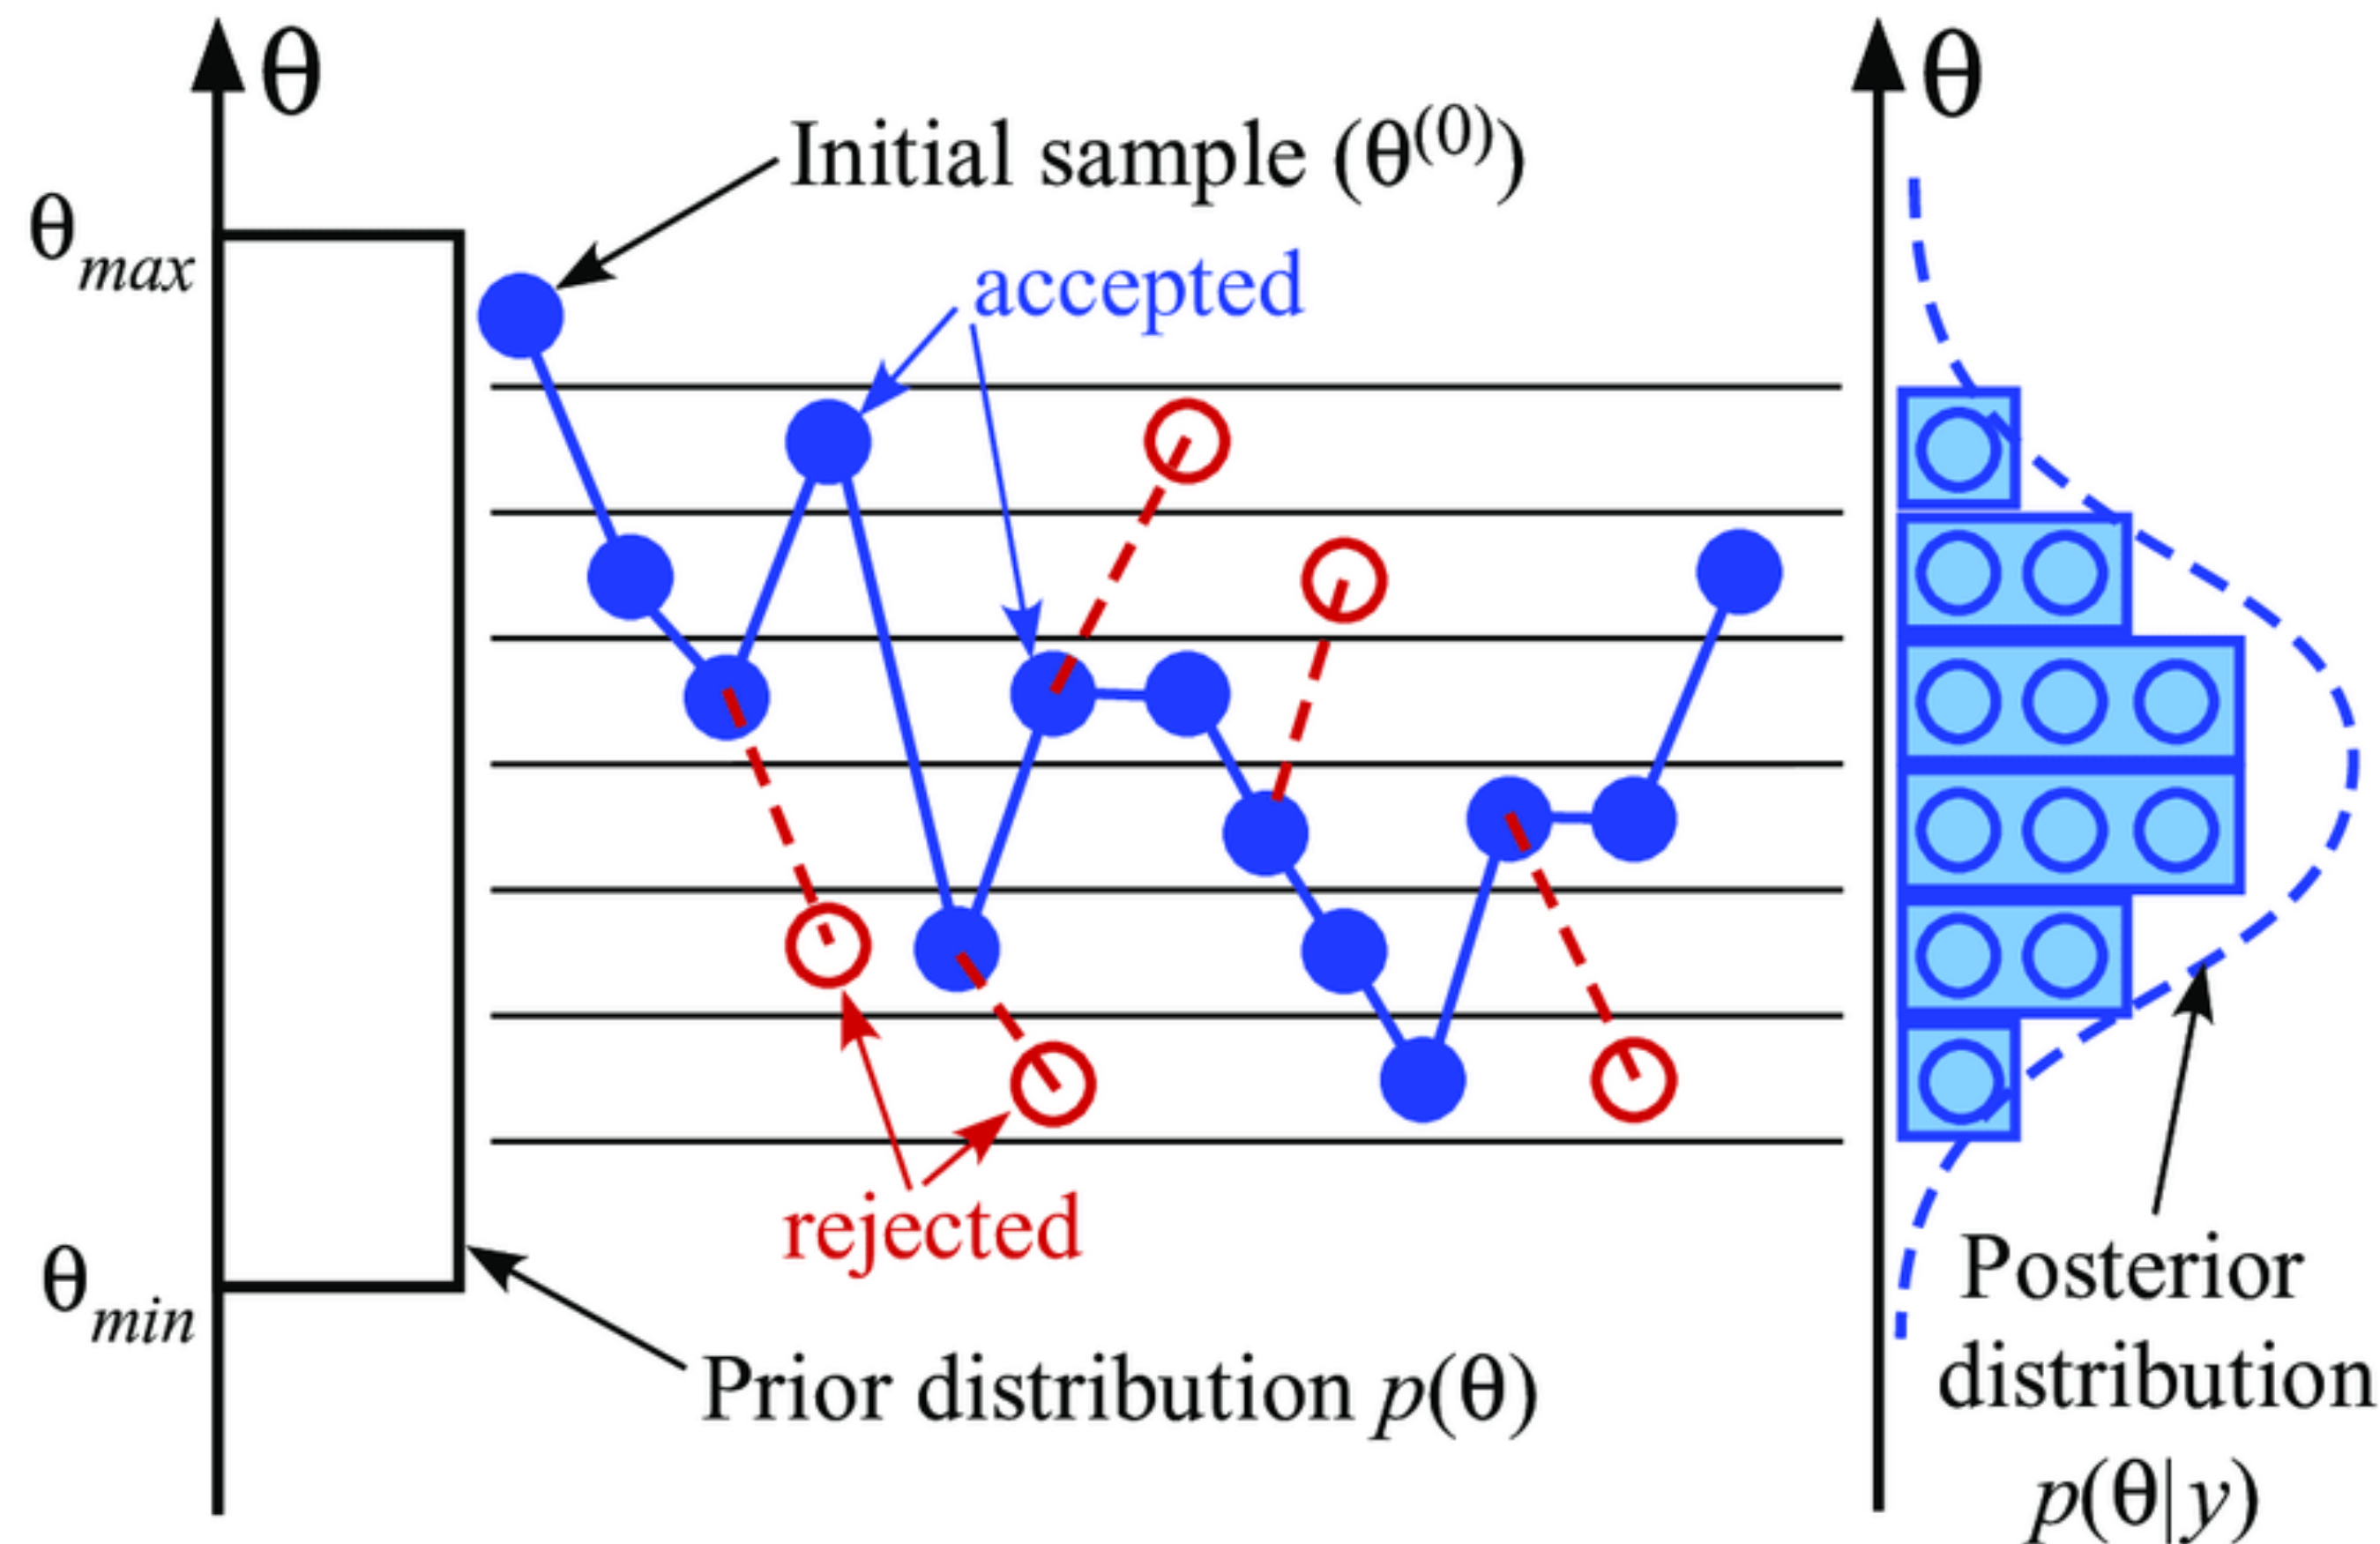 θ
θ
Initial sample (θ⁽⁰⁾)
θmax
accepted
rejected
θmin
Prior distribution p(θ)
Posterior
distribution
p(θ|y)